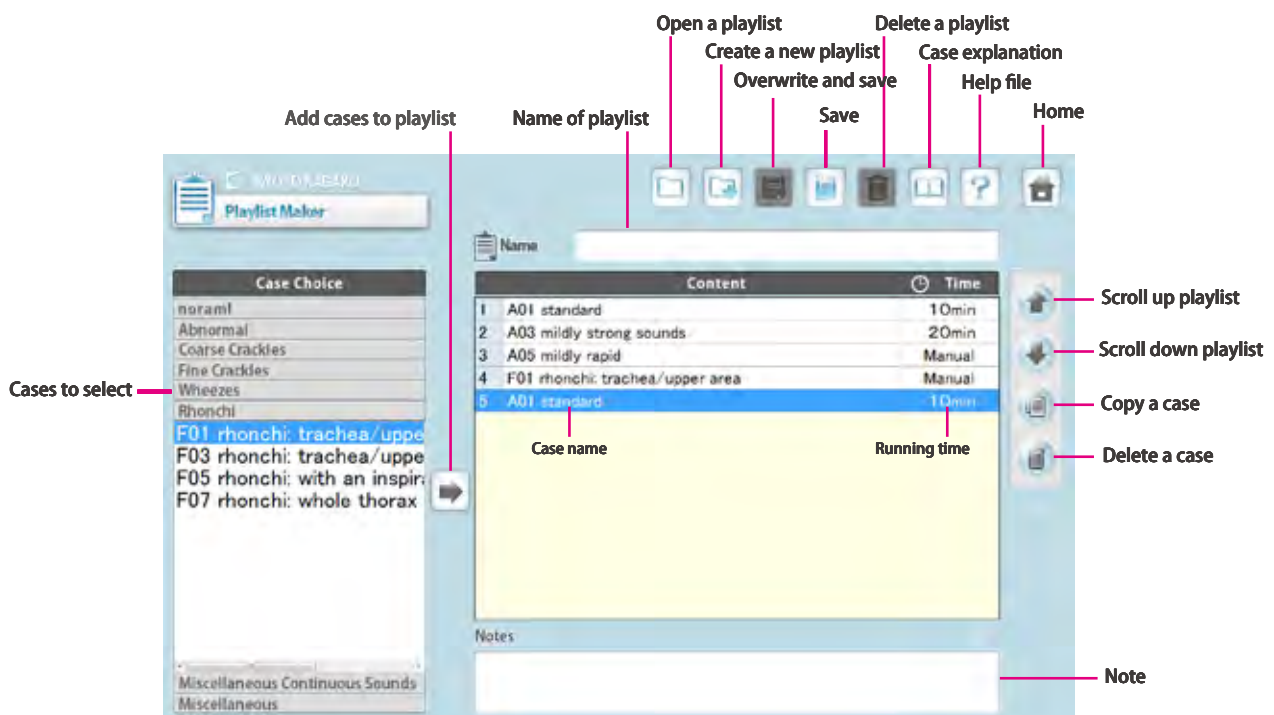 Open a playlist
Delete a playlist
Create a new playlist
Case explanation
Overwrite and save
Help file
Add cases to playlist
Name of playlist
Save
Home
Playlist Maker
Name
Case Choice
noraml
Abnormal
Coarse Crackles
Fine Crackles
Wheezes
Rhonchi
F01 rhonchi: trachea/uppe
F03 rhonchi: trachea/uppe
F05 rhonchi: with an inspir
F07 rhonchi: whole thorax
Miscellaneous Continuous Sounds
Miscellaneous
Cases to select
Content Time
1 A01 standard 10min
2 A03 mildly strong sounds 20min
3 A05 mildly rapid Manual
4 F01 rhonchi: trachea/upper area Manual
5 A01 standard 10min
Case name
Running time
Scroll up playlist
Scroll down playlist
Copy a case
Delete a case
Notes
Note